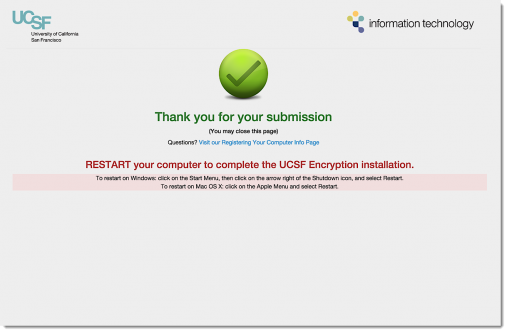 UCSF
University of California
San Francisco
information technology
Thank you for your submission
(You may close this page)
Questions? Visit our Registering Your Computer Info Page
RESTART your computer to complete the UCSF Encryption installation.
To restart on Windows: click on the Start Menu, then click on the arrow right of the Shutdown icon, and select Restart.
To restart on Mac OS X: click on the Apple Menu and select Restart.